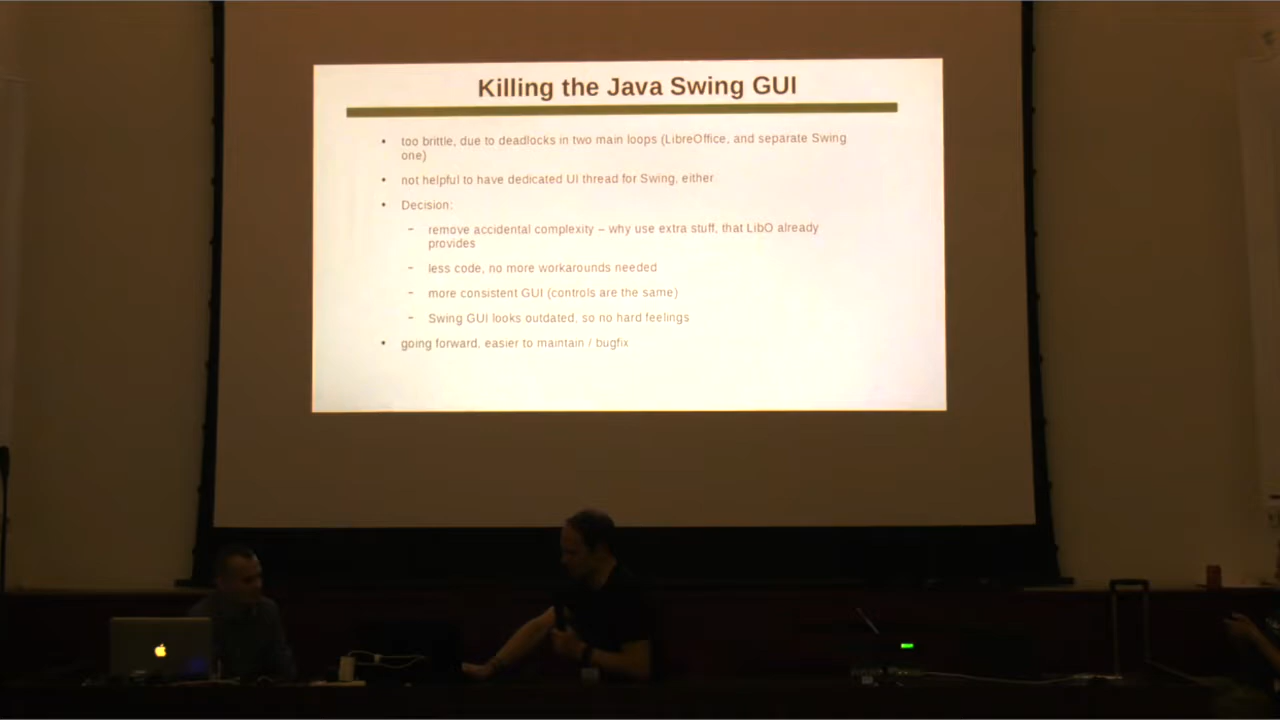 Killing the Java Swing GUI
• too brittle, due to deadlocks in two main loops (LibreOffice, and separate Swing
one)
• not helpful to have dedicated UI thread for Swing, either
• Decision:
– remove accidental complexity – why use extra stuff, that LibO already
provides
– less code, no more workarounds needed
– more consistent GUI (controls are the same)
– Swing GUI looks outdated, so no hard feelings
• going forward, easier to maintain / bugfix